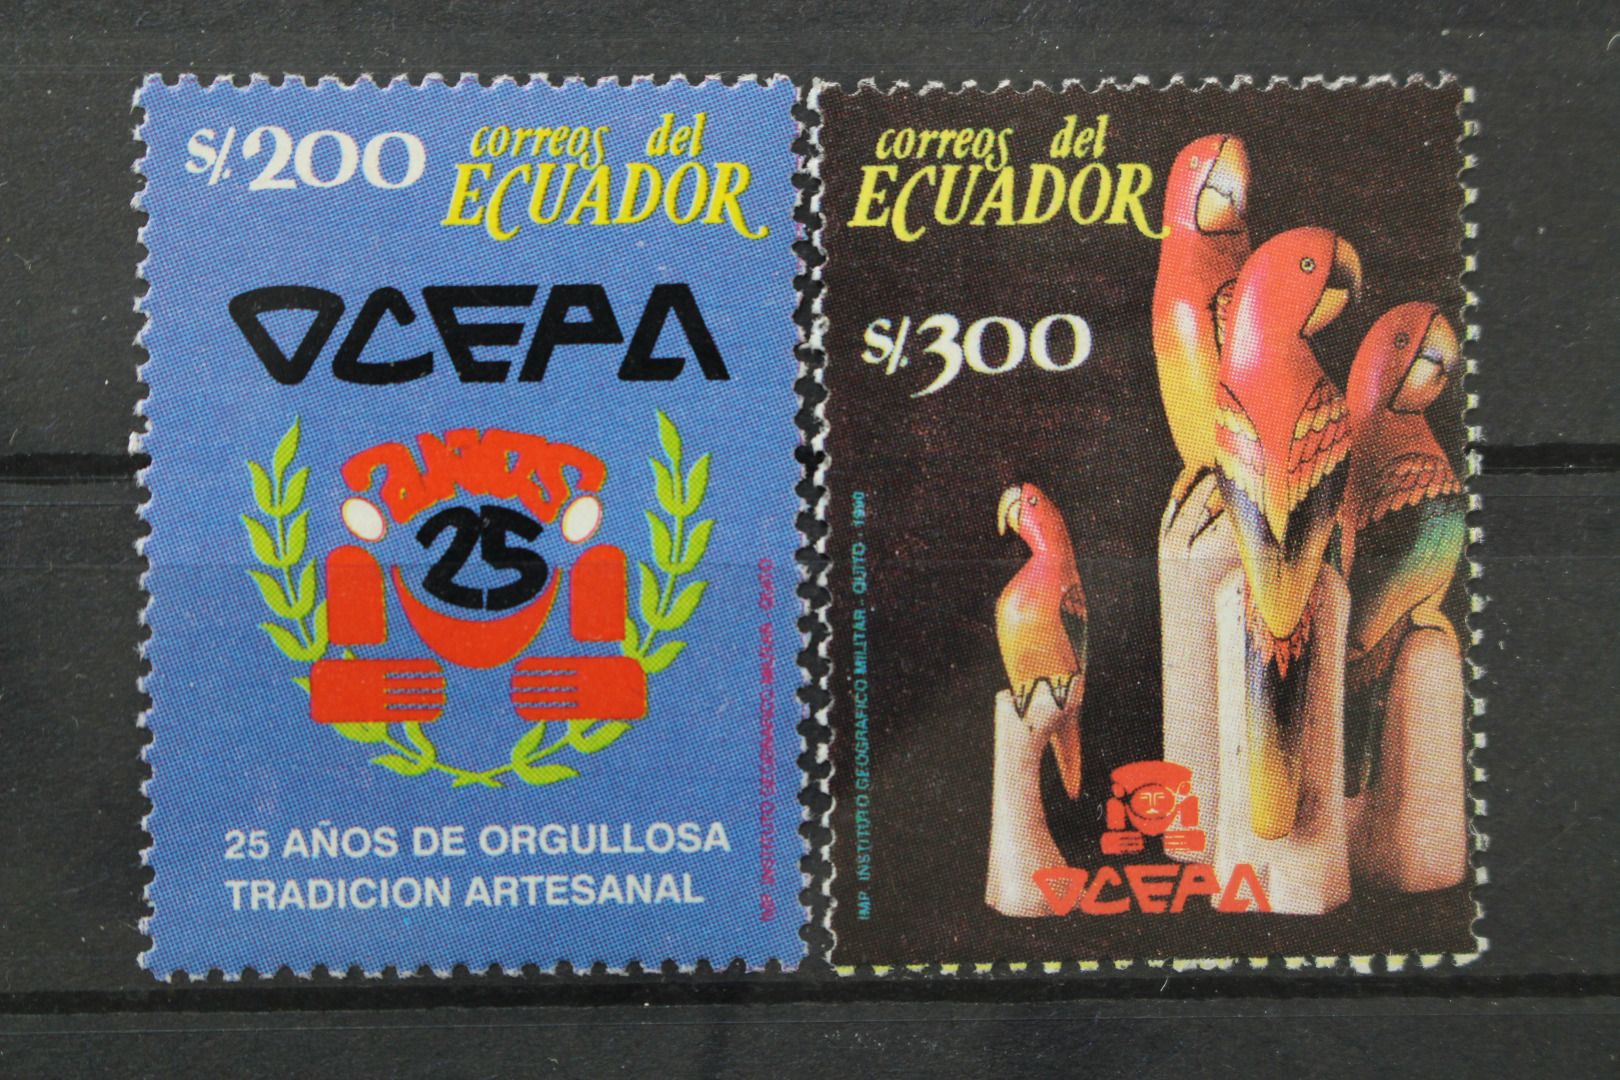 S/.200
correos del
ECUADOR
OCEPA
AÑOS
25
25 AÑOS DE ORGULLOSA
TRADICION ARTESANAL
IMP. INSTITUTO GEOGRAFICO MILITAR QUITO
correos del
ECUADOR
S/.300
IMP. INSTITUTO GEOGRAFICO MILITAR - QUITO - 1990
OCEPA